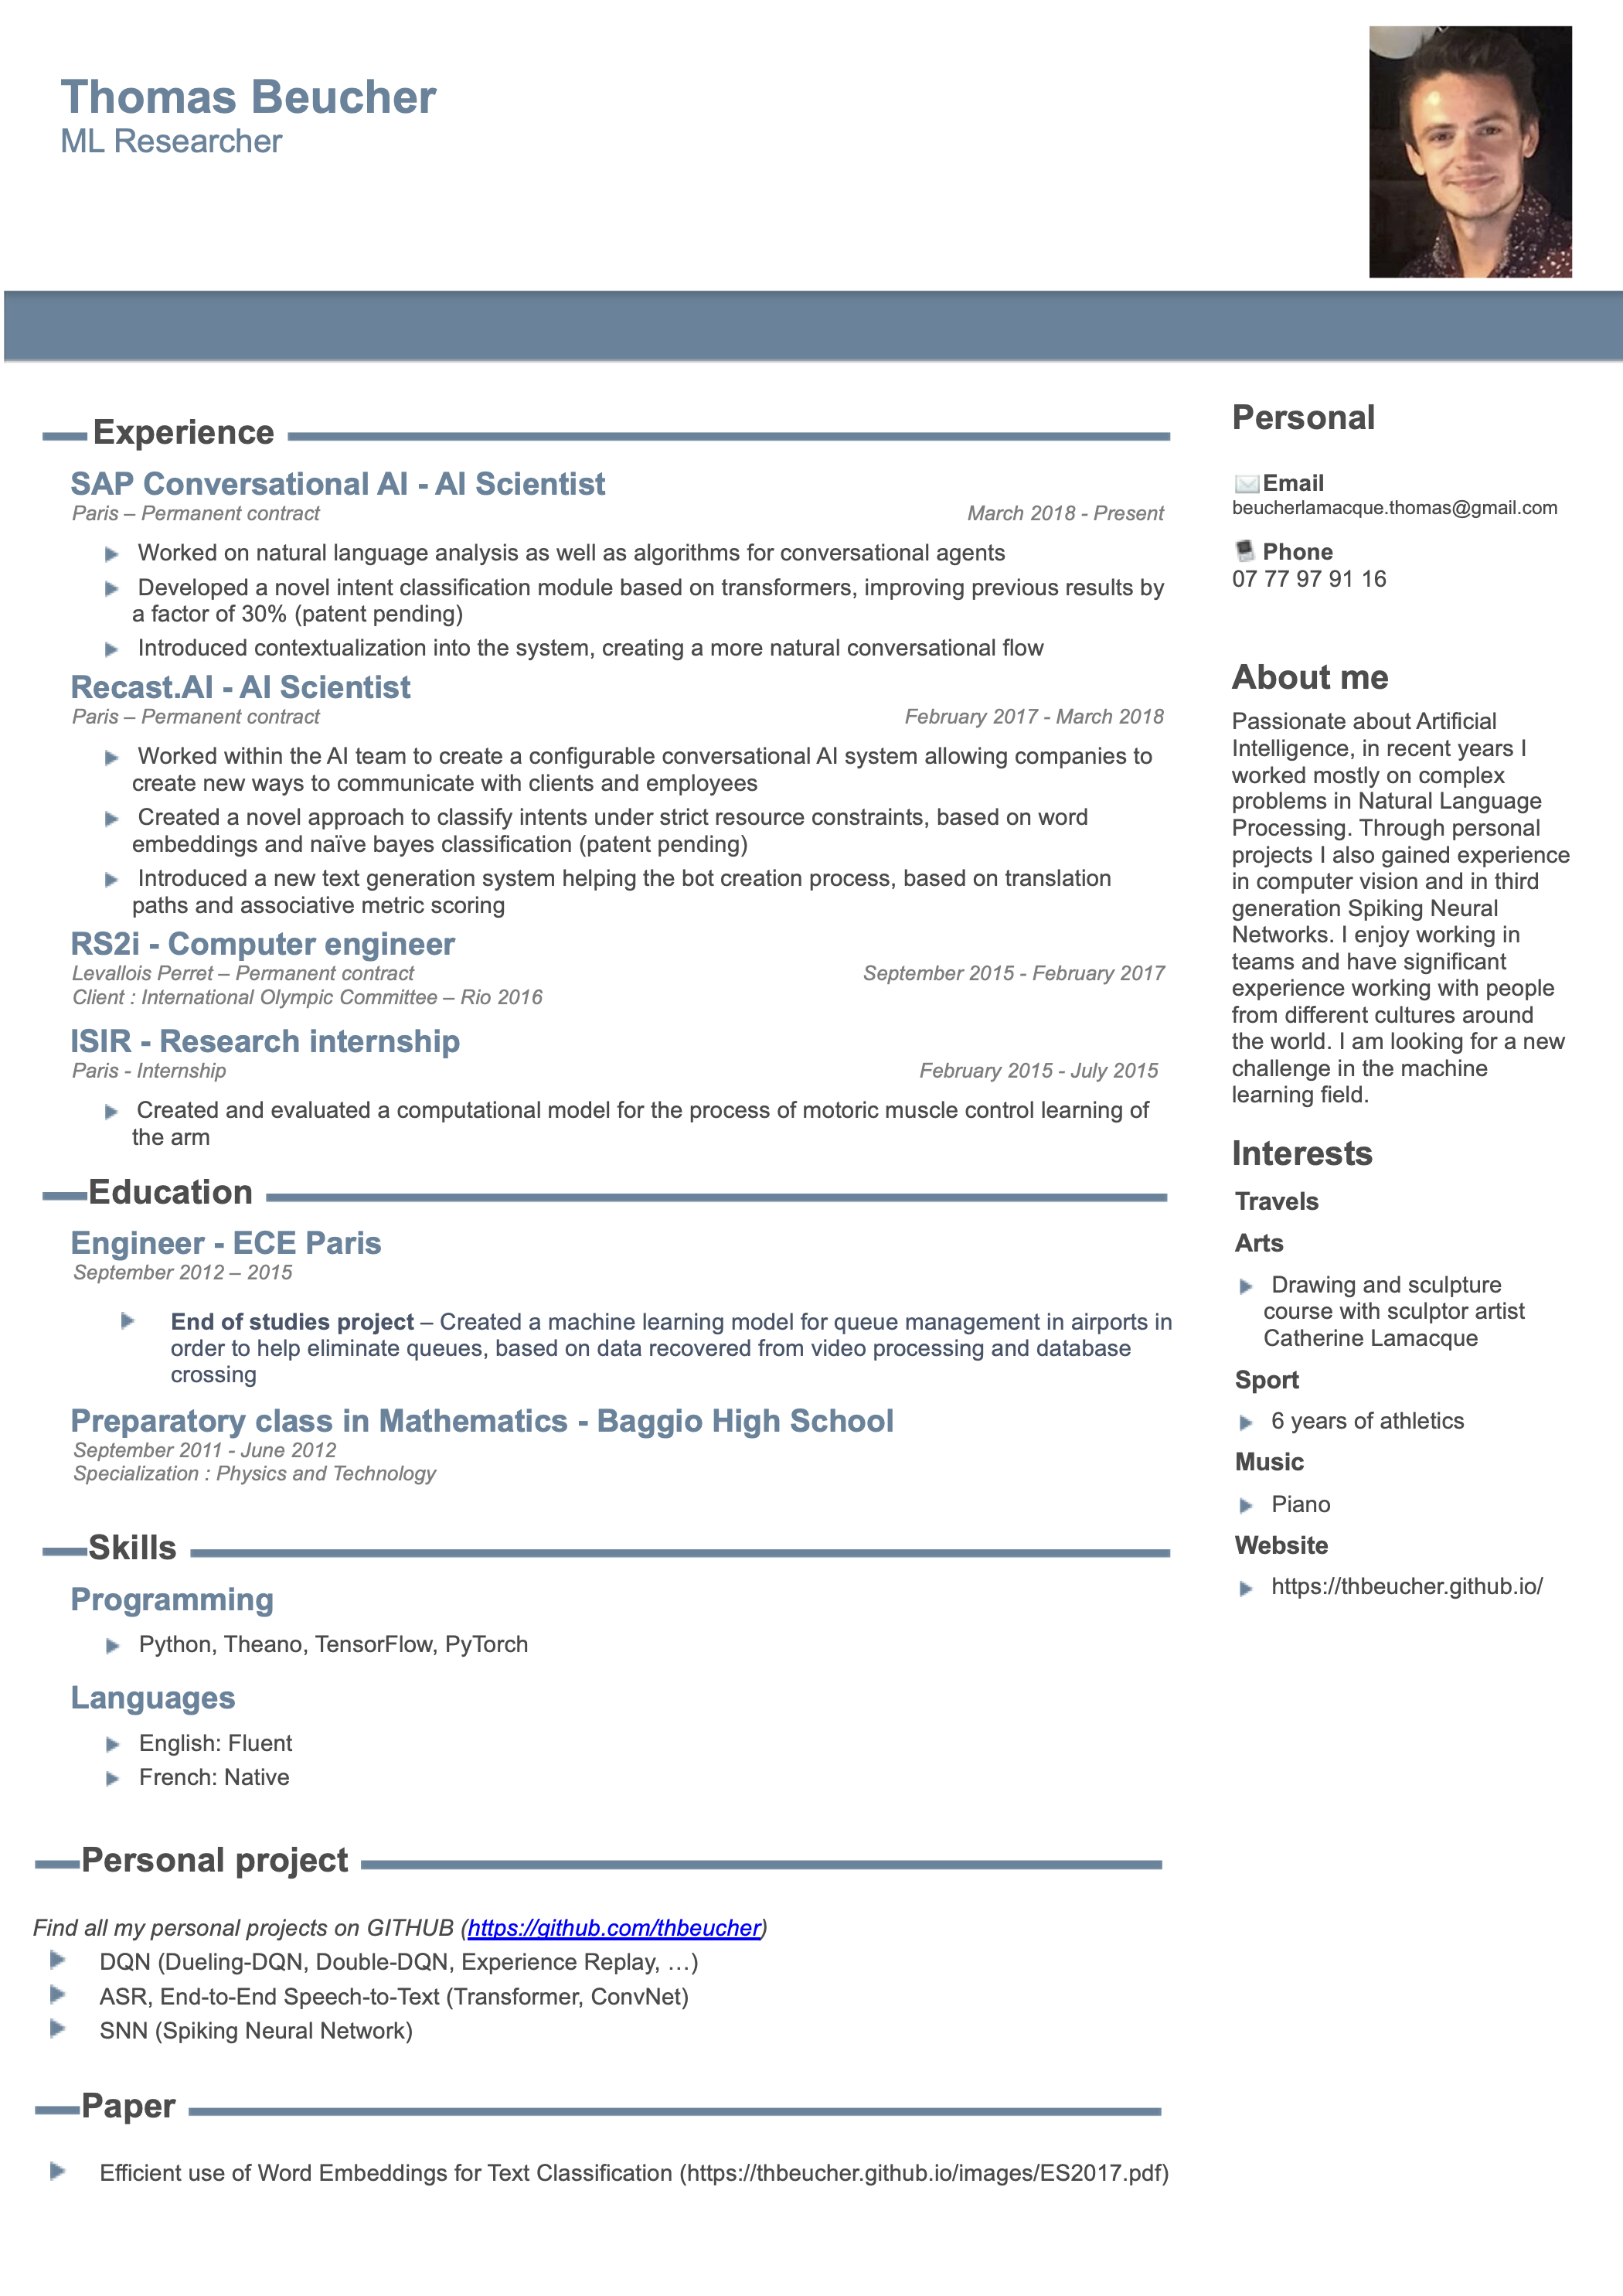 Thomas Beucher
ML Researcher
Experience
SAP Conversational AI - AI Scientist
Paris – Permanent contract March 2018 - Present
Worked on natural language analysis as well as algorithms for conversational agents
Developed a novel intent classification module based on transformers, improving previous results by
a factor of 30% (patent pending)
Introduced contextualization into the system, creating a more natural conversational flow
Recast.AI - AI Scientist
Paris – Permanent contract February 2017 - March 2018
Worked within the AI team to create a configurable conversational AI system allowing companies to
create new ways to communicate with clients and employees
Created a novel approach to classify intents under strict resource constraints, based on word
embeddings and naïve bayes classification (patent pending)
Introduced a new text generation system helping the bot creation process, based on translation
paths and associative metric scoring
RS2i - Computer engineer
Levallois Perret – Permanent contract September 2015 - February 2017
Client : International Olympic Committee – Rio 2016
ISIR - Research internship
Paris - Internship February 2015 - July 2015
Created and evaluated a computational model for the process of motoric muscle control learning of
the arm
Education
Engineer - ECE Paris
September 2012 – 2015
End of studies project – Created a machine learning model for queue management in airports in
order to help eliminate queues, based on data recovered from video processing and database
crossing
Preparatory class in Mathematics - Baggio High School
September 2011 - June 2012
Specialization : Physics and Technology
Skills
Programming
Python, Theano, TensorFlow, PyTorch
Languages
English: Fluent
French: Native
Personal project
Find all my personal projects on GITHUB (https://github.com/thbeucher)
DQN (Dueling-DQN, Double-DQN, Experience Replay, …)
ASR, End-to-End Speech-to-Text (Transformer, ConvNet)
SNN (Spiking Neural Network)
Paper
Efficient use of Word Embeddings for Text Classification (https://thbeucher.github.io/images/ES2017.pdf)
Personal
Email
beucherlamacque.thomas@gmail.com
Phone
07 77 97 91 16
About me
Passionate about Artificial
Intelligence, in recent years I
worked mostly on complex
problems in Natural Language
Processing. Through personal
projects I also gained experience
in computer vision and in third
generation Spiking Neural
Networks. I enjoy working in
teams and have significant
experience working with people
from different cultures around
the world. I am looking for a new
challenge in the machine
learning field.
Interests
Travels
Arts
Drawing and sculpture
course with sculptor artist
Catherine Lamacque
Sport
6 years of athletics
Music
Piano
Website
https://thbeucher.github.io/